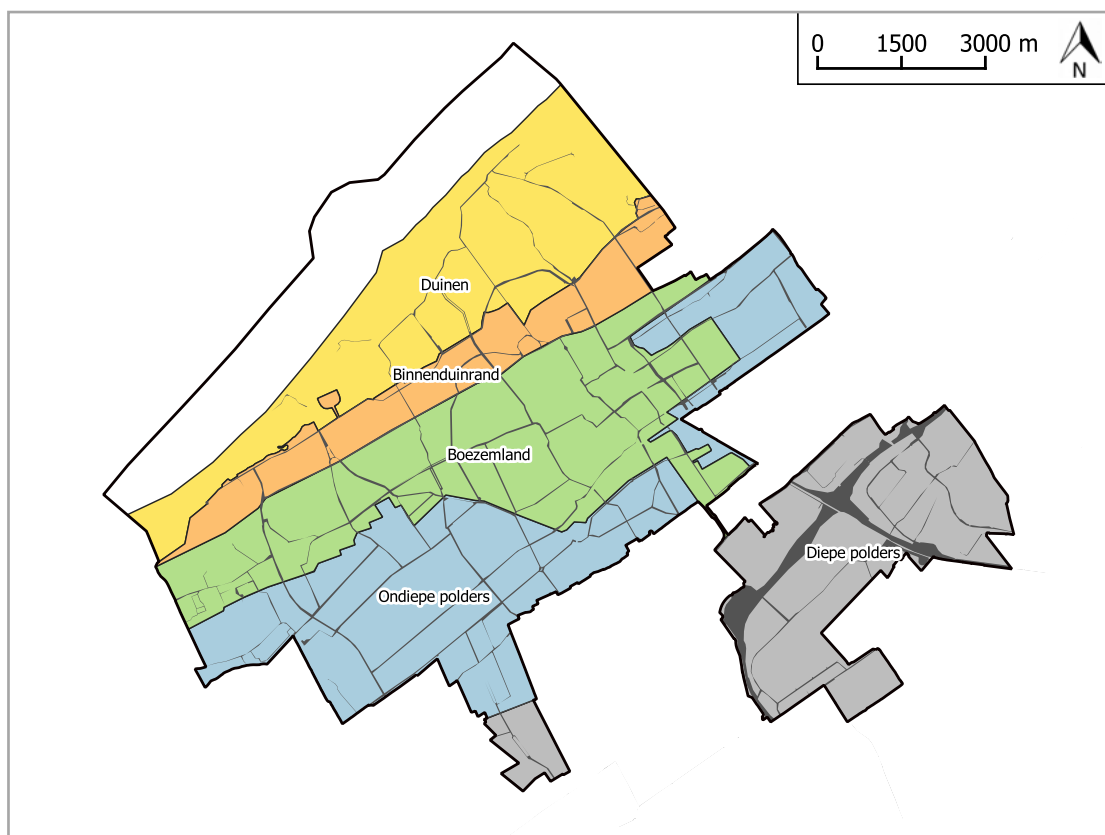 0 1500 3000 m
N
Duinen
Binnenduinrand
Boezemland
Diepe polders
Ondiepe polders